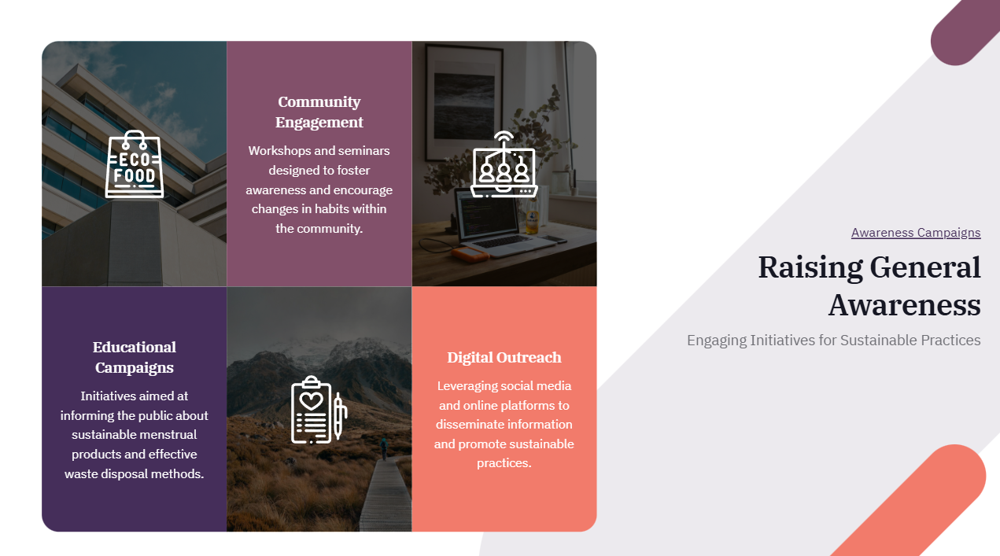 ECO
FOOD
Community
Engagement
Workshops and seminars
designed to foster
awareness and encourage
changes in habits within
the community.
Educational
Campaigns
Initiatives aimed at
informing the public about
sustainable menstrual
products and effective
waste disposal methods.
Digital Outreach
Leveraging social media
and online platforms to
disseminate information
and promote sustainable
practices.
Awareness Campaigns
Raising General
Awareness
Engaging Initiatives for Sustainable Practices